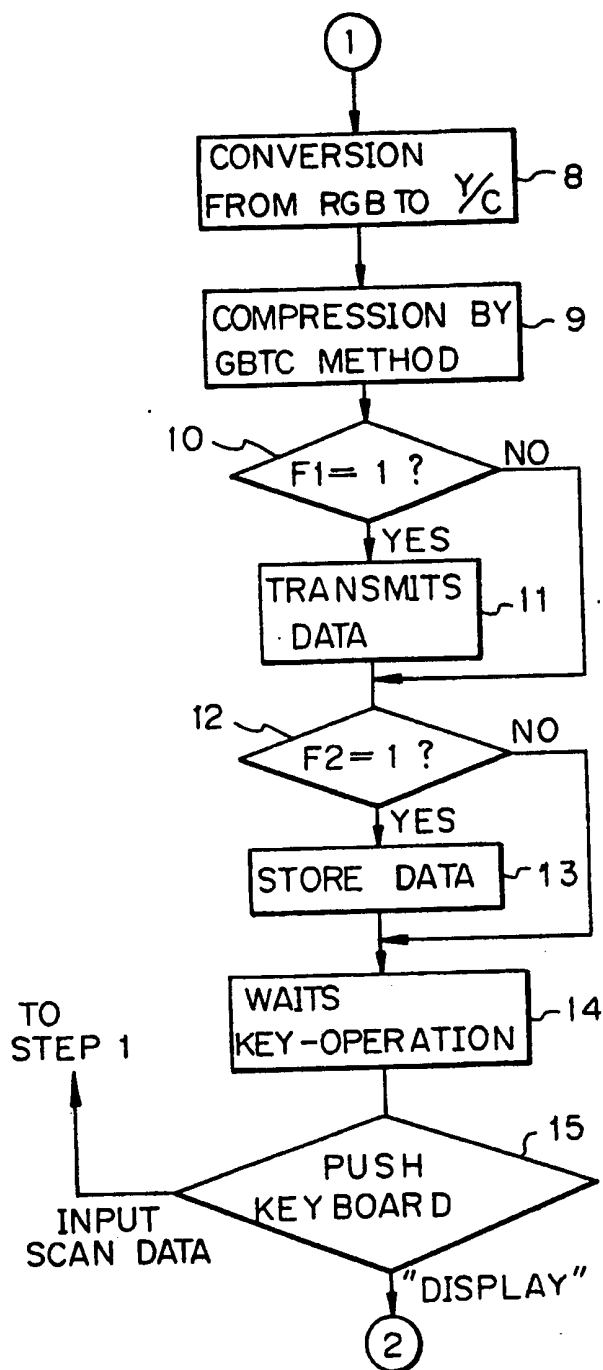 1
CONVERSION
FROM RGB TO Y/C
8
COMPRESSION BY
GBTC METHOD
9
10
F1=1?
NO
YES
TRANSMITS
DATA
11
12
F2=1?
NO
YES
STORE DATA
13
WAITS
KEY-OPERATION
14
TO
STEP 1
15
PUSH
KEYBOARD
INPUT
SCAN DATA
"DISPLAY"
2